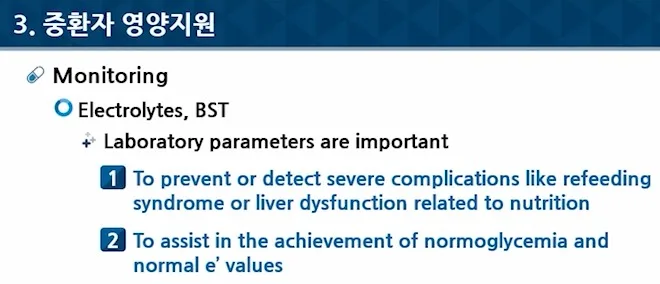 3. 중환자 영양지원
Monitoring
Electrolytes, BST
Laboratory parameters are important
1 To prevent or detect severe complications like refeeding
syndrome or liver dysfunction related to nutrition
2 To assist in the achievement of normoglycemia and
normal e' values